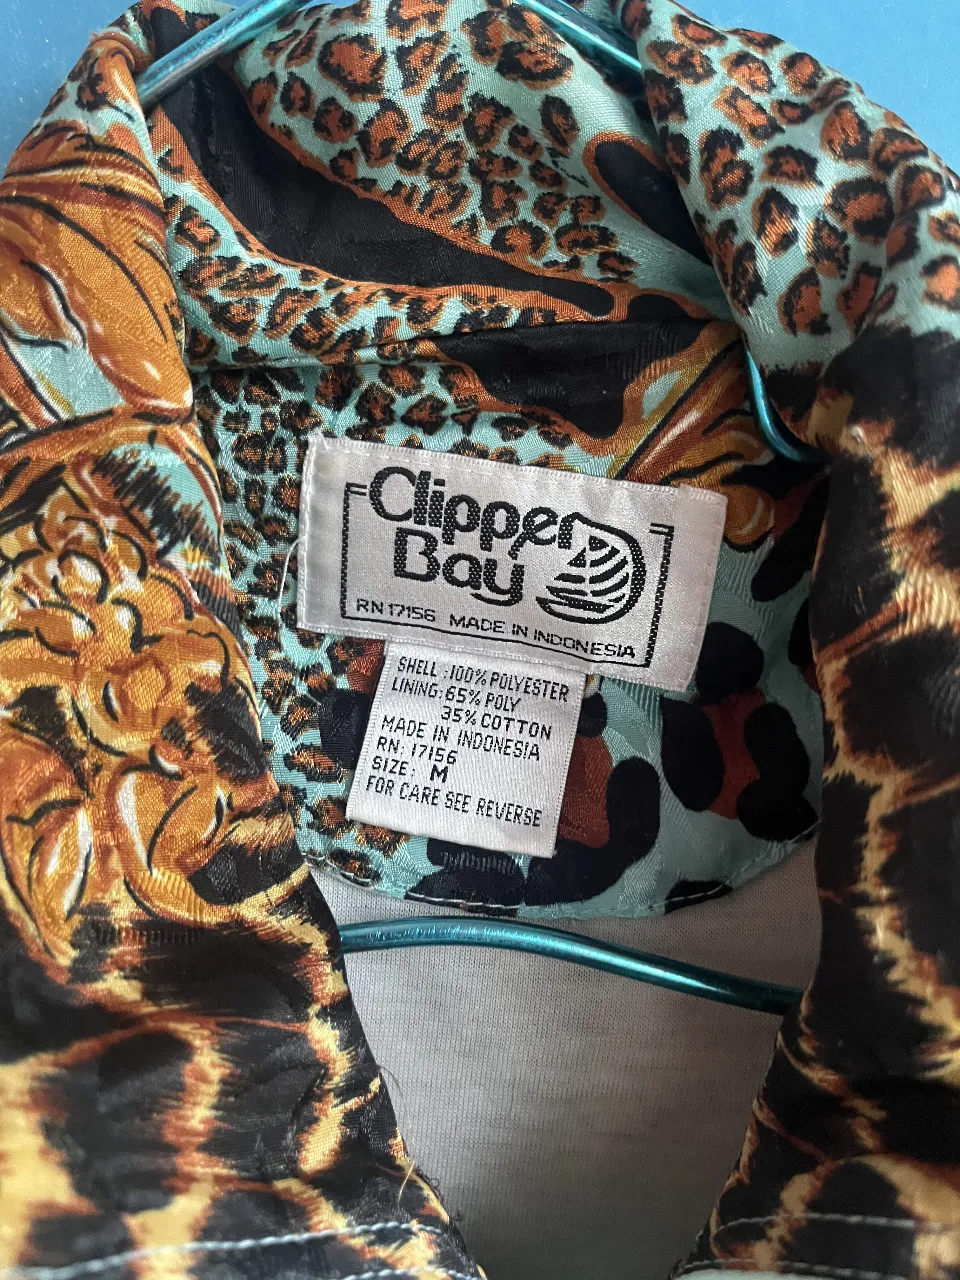 Clipper
Bay
RN 17156 MADE IN INDONESIA
SHELL :100% POLYESTER
LINING: 65% POLY
35% COTTON
MADE IN INDONESIA
RN: 17156
SIZE: M
FOR CARE SEE REVERSE